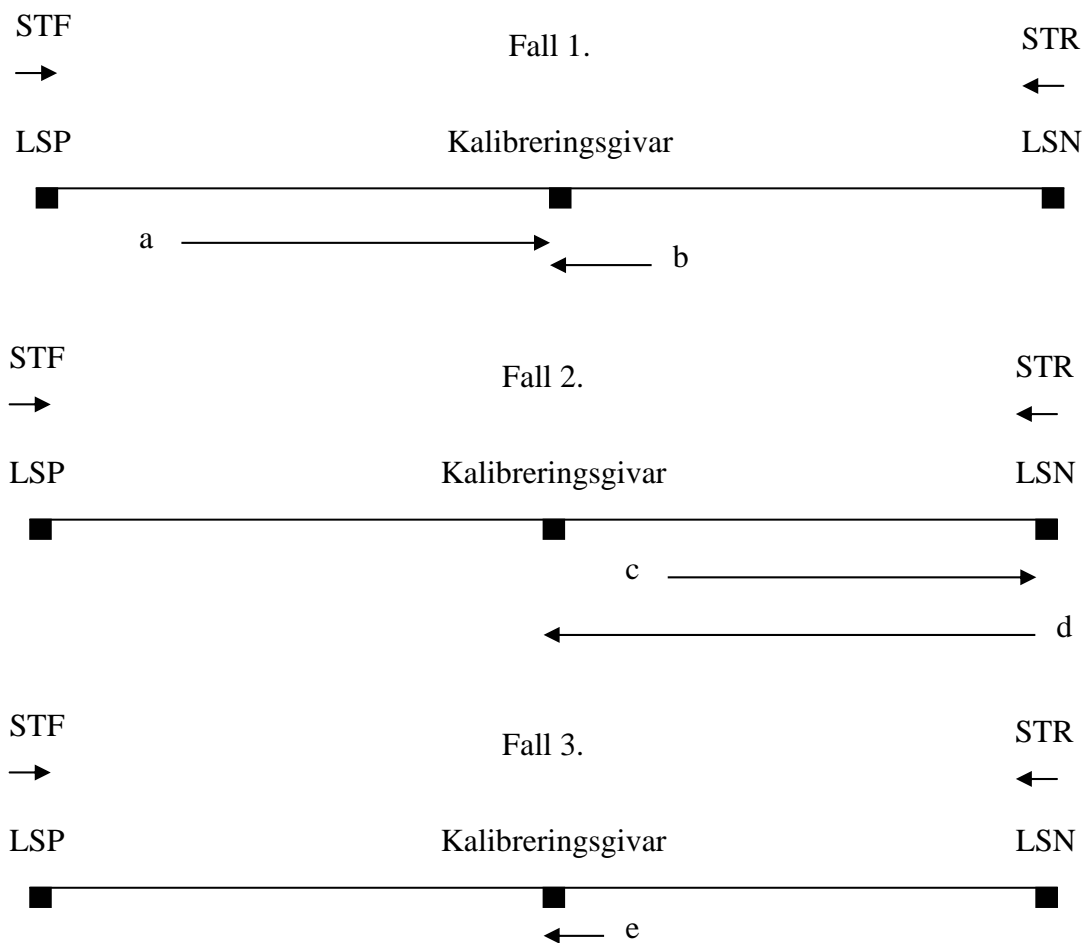 STF Fall 1. STR
LSP Kalibreringsgivar LSN
a
b
STF Fall 2. STR
LSP Kalibreringsgivar LSN
c
d
STF Fall 3. STR
LSP Kalibreringsgivar LSN
e